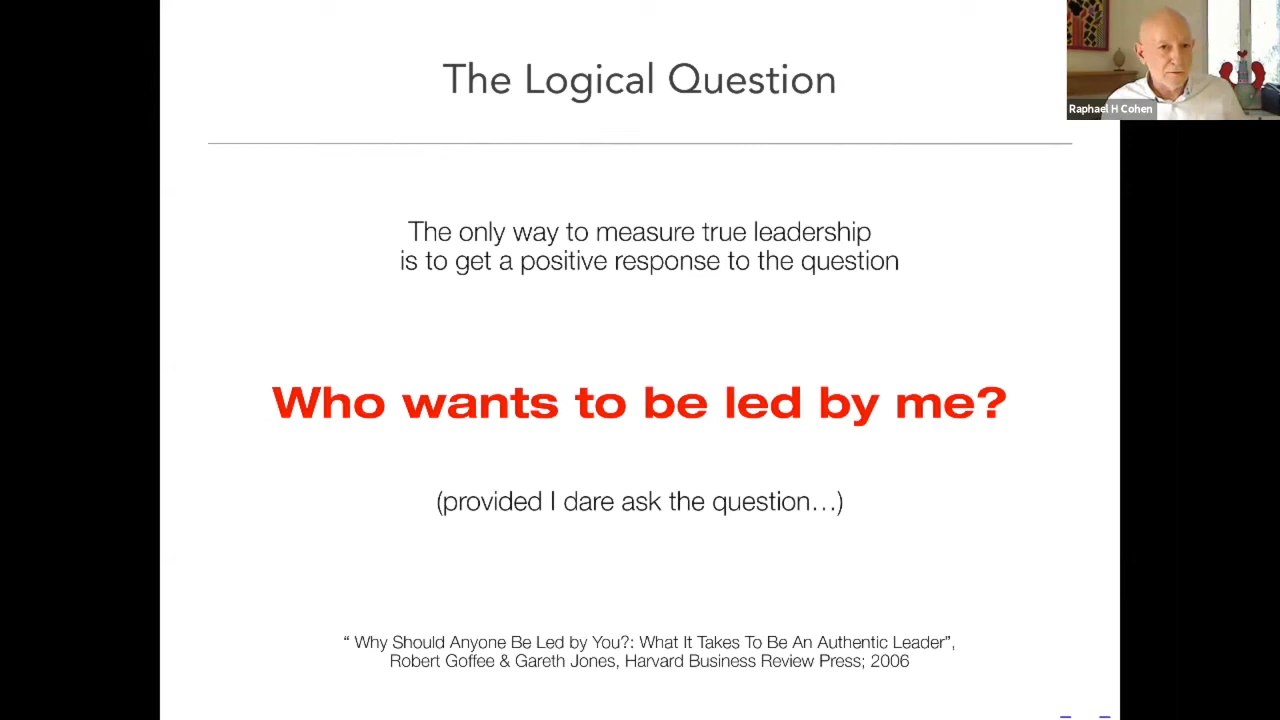 The Logical Question
Raphael H Cohen
The only way to measure true leadership
is to get a positive response to the question
Who wants to be led by me?
(provided I dare ask the question…)
“ Why Should Anyone Be Led by You?: What It Takes To Be An Authentic Leader”,
Robert Goffee & Gareth Jones, Harvard Business Review Press; 2006